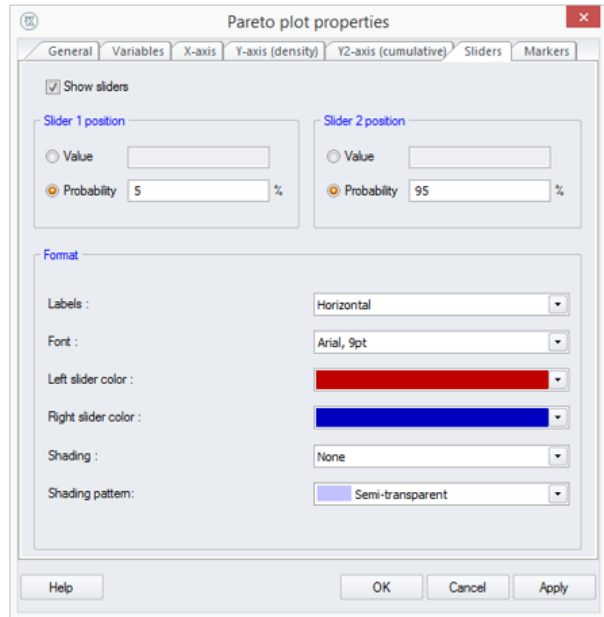 Pareto plot properties
General Variables X-axis Y-axis (density) Y2-axis (cumulative) Sliders Markers
Show sliders
Slider 1 position
Value
Probability 5 %
Slider 2 position
Value
Probability 95 %
Format
Labels : Horizontal
Font : Arial, 9pt
Left slider color :
Right slider color :
Shading : None
Shading pattern: Semi-transparent
Help OK Cancel Apply